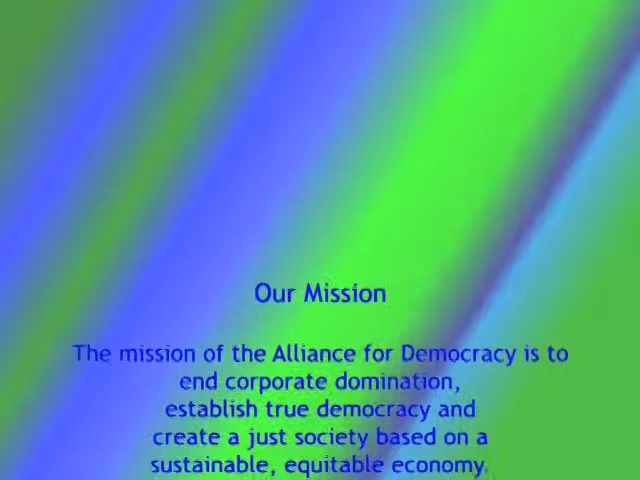 Our Mission
The mission of the Alliance for Democracy is to
end corporate domination,
establish true democracy and
create a just society based on a
sustainable, equitable economy.